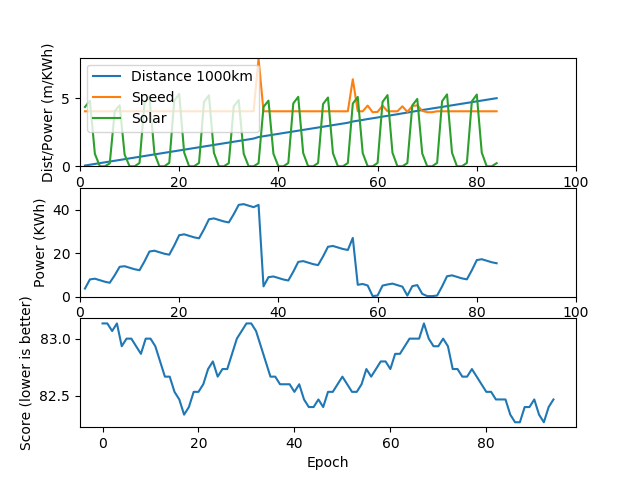 Dist/Power (m/KWh)
5
0
Distance 1000km
Speed
Solar
0 20 40 60 80 100
Power (KWh)
40
20
0
0 20 40 60 80 100
Score (lower is better)
83.0
82.5
0 20 40 60 80
Epoch